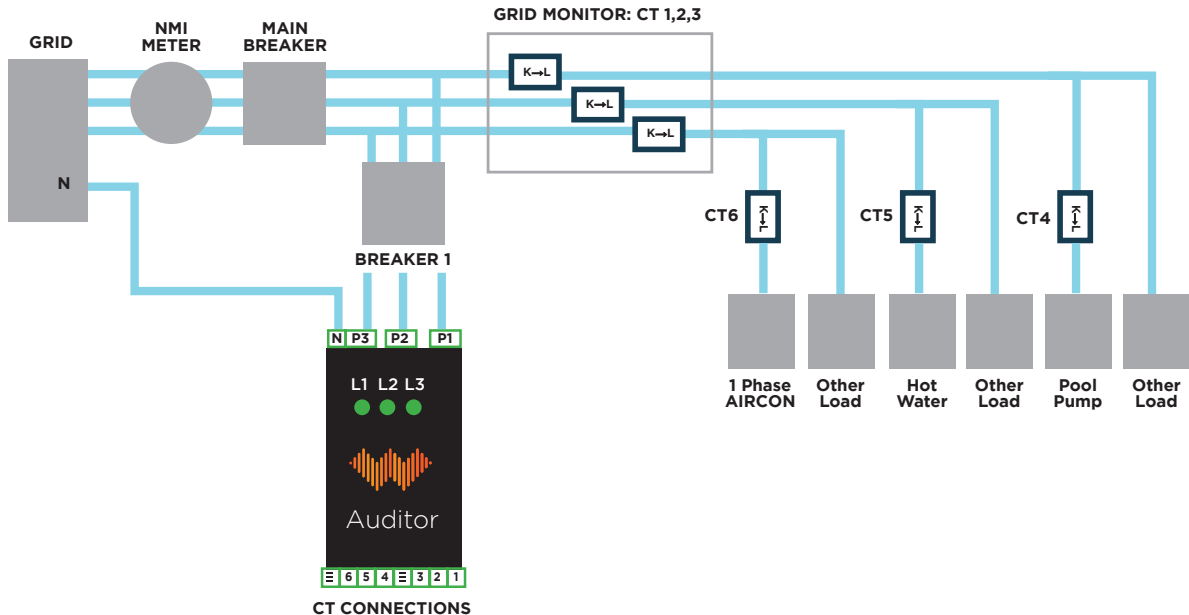 GRID MONITOR: CT 1,2,3
GRID
NMI
METER
MAIN
BREAKER
K→L
K→L
K→L
N
CT6
K→L
CT5
K→L
CT4
K→L
BREAKER 1
N P3 P2 P1
L1 L2 L3
Auditor
1 Phase
AIRCON
Other
Load
Hot
Water
Other
Load
Pool
Pump
Other
Load
6 5 4 3 2 1
CT CONNECTIONS